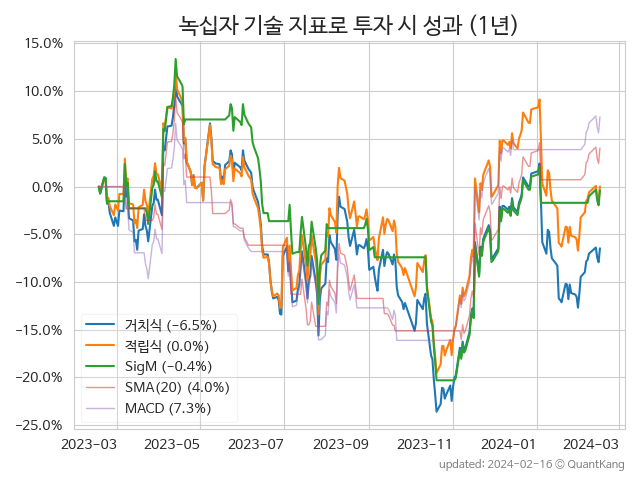 녹십자 기술 지표로 투자 시 성과 (1년)
15.0%
10.0%
5.0%
0.0%
−5.0%
−10.0%
−15.0%
−20.0%
−25.0%
거치식 (−6.5%)
적립식 (0.0%)
SigM (−0.4%)
SMA(20) (4.0%)
MACD (7.3%)
2023-03 2023-05 2023-07 2023-09 2023-11 2024-01 2024-03
updated: 2024-02-16 © QuantKang